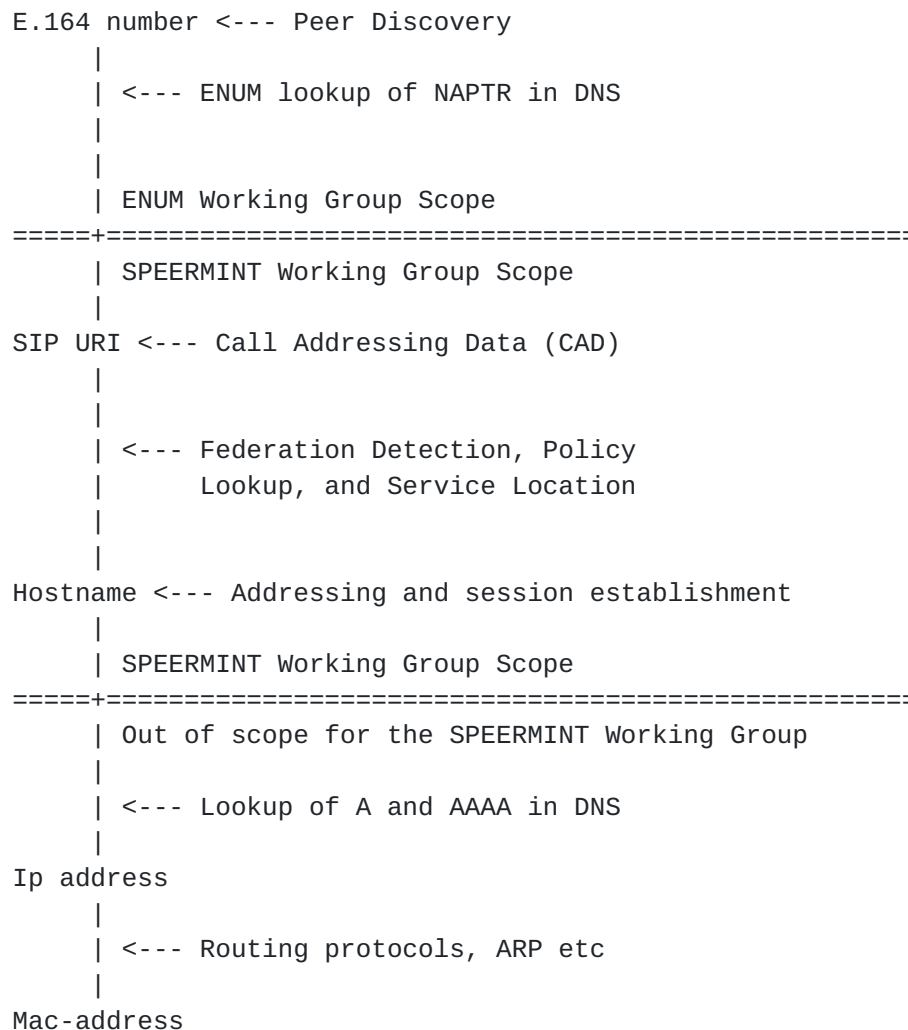 E.164 number <--- Peer Discovery
     |
     | <--- ENUM lookup of NAPTR in DNS
     |
     |
     | ENUM Working Group Scope
=====+====================================================
     | SPEERMINT Working Group Scope
     |
SIP URI <--- Call Addressing Data (CAD)
     |
     |
     | <--- Federation Detection, Policy
     |      Lookup, and Service Location
     |
     |
Hostname <--- Addressing and session establishment
     |
     | SPEERMINT Working Group Scope
=====+====================================================
     | Out of scope for the SPEERMINT Working Group
     |
     | <--- Lookup of A and AAAA in DNS
     |
Ip address
     |
     | <--- Routing protocols, ARP etc
     |
Mac-address